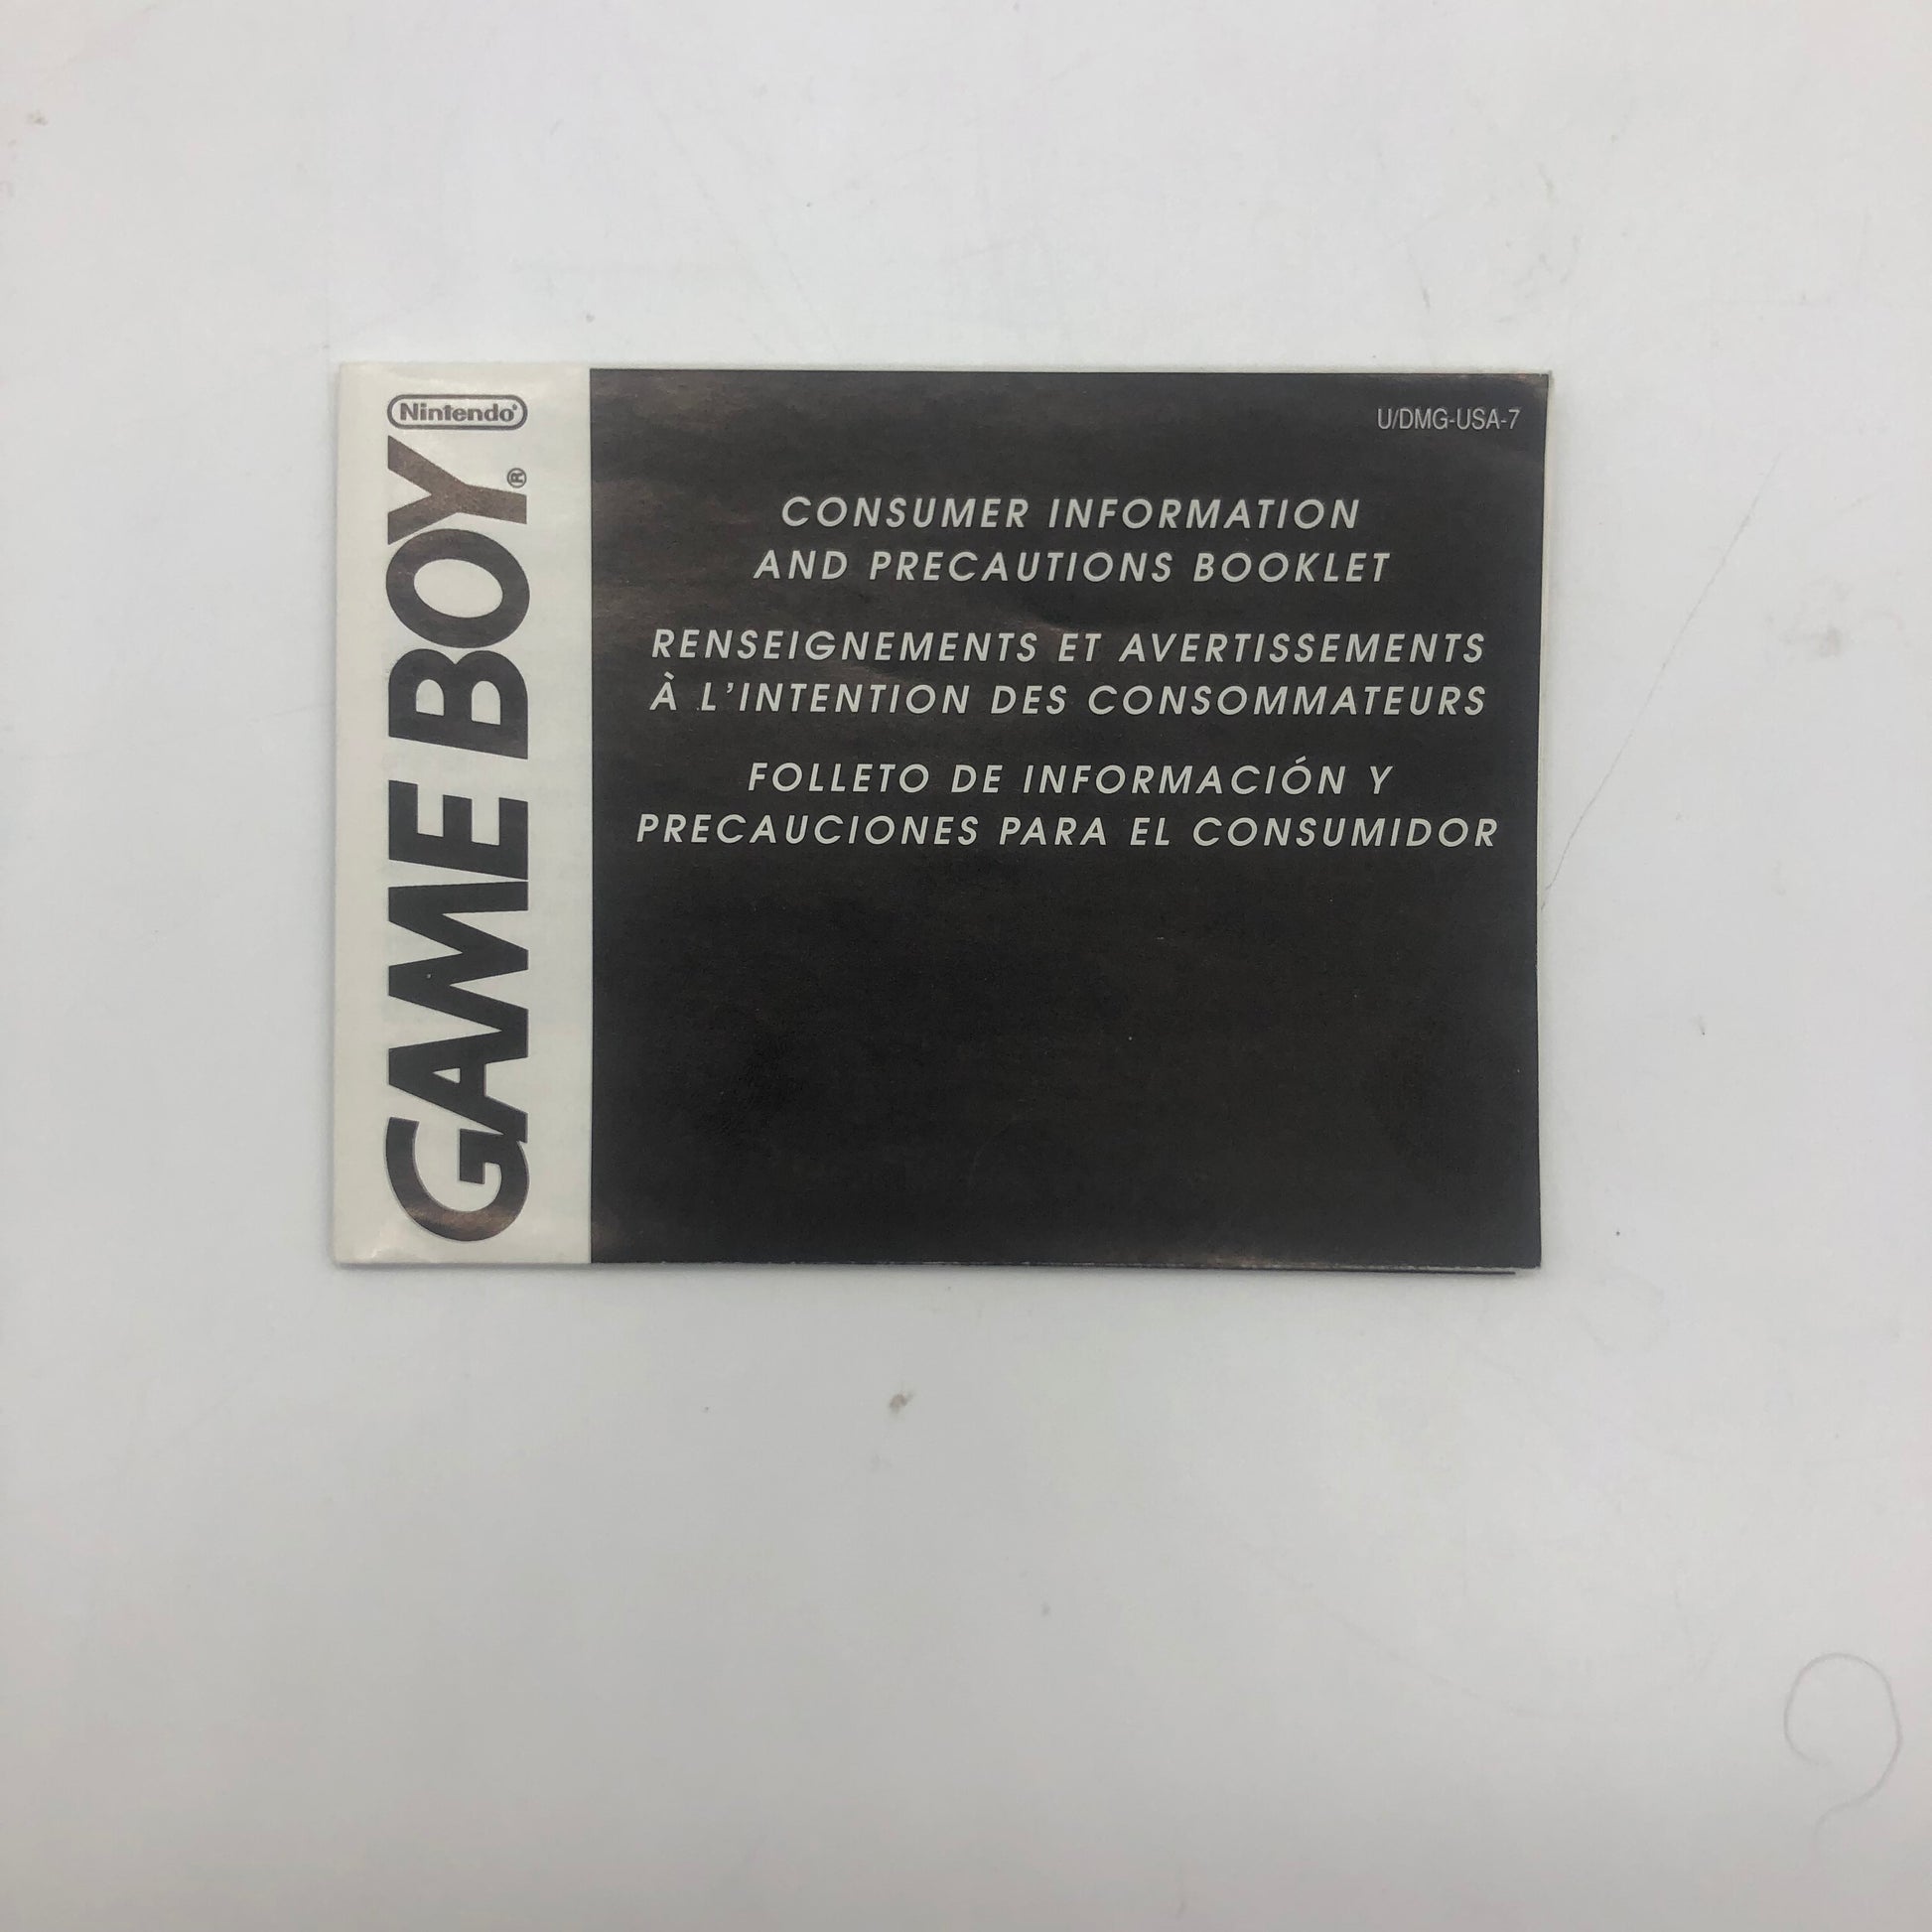 Nintendo®
GAME BOY®
U/DMG-USA-7
CONSUMER INFORMATION
AND PRECAUTIONS BOOKLET
RENSEIGNEMENTS ET AVERTISSEMENTS
À L'INTENTION DES CONSOMMATEURS
FOLLETO DE INFORMACIÓN Y
PRECAUCIONES PARA EL CONSUMIDOR